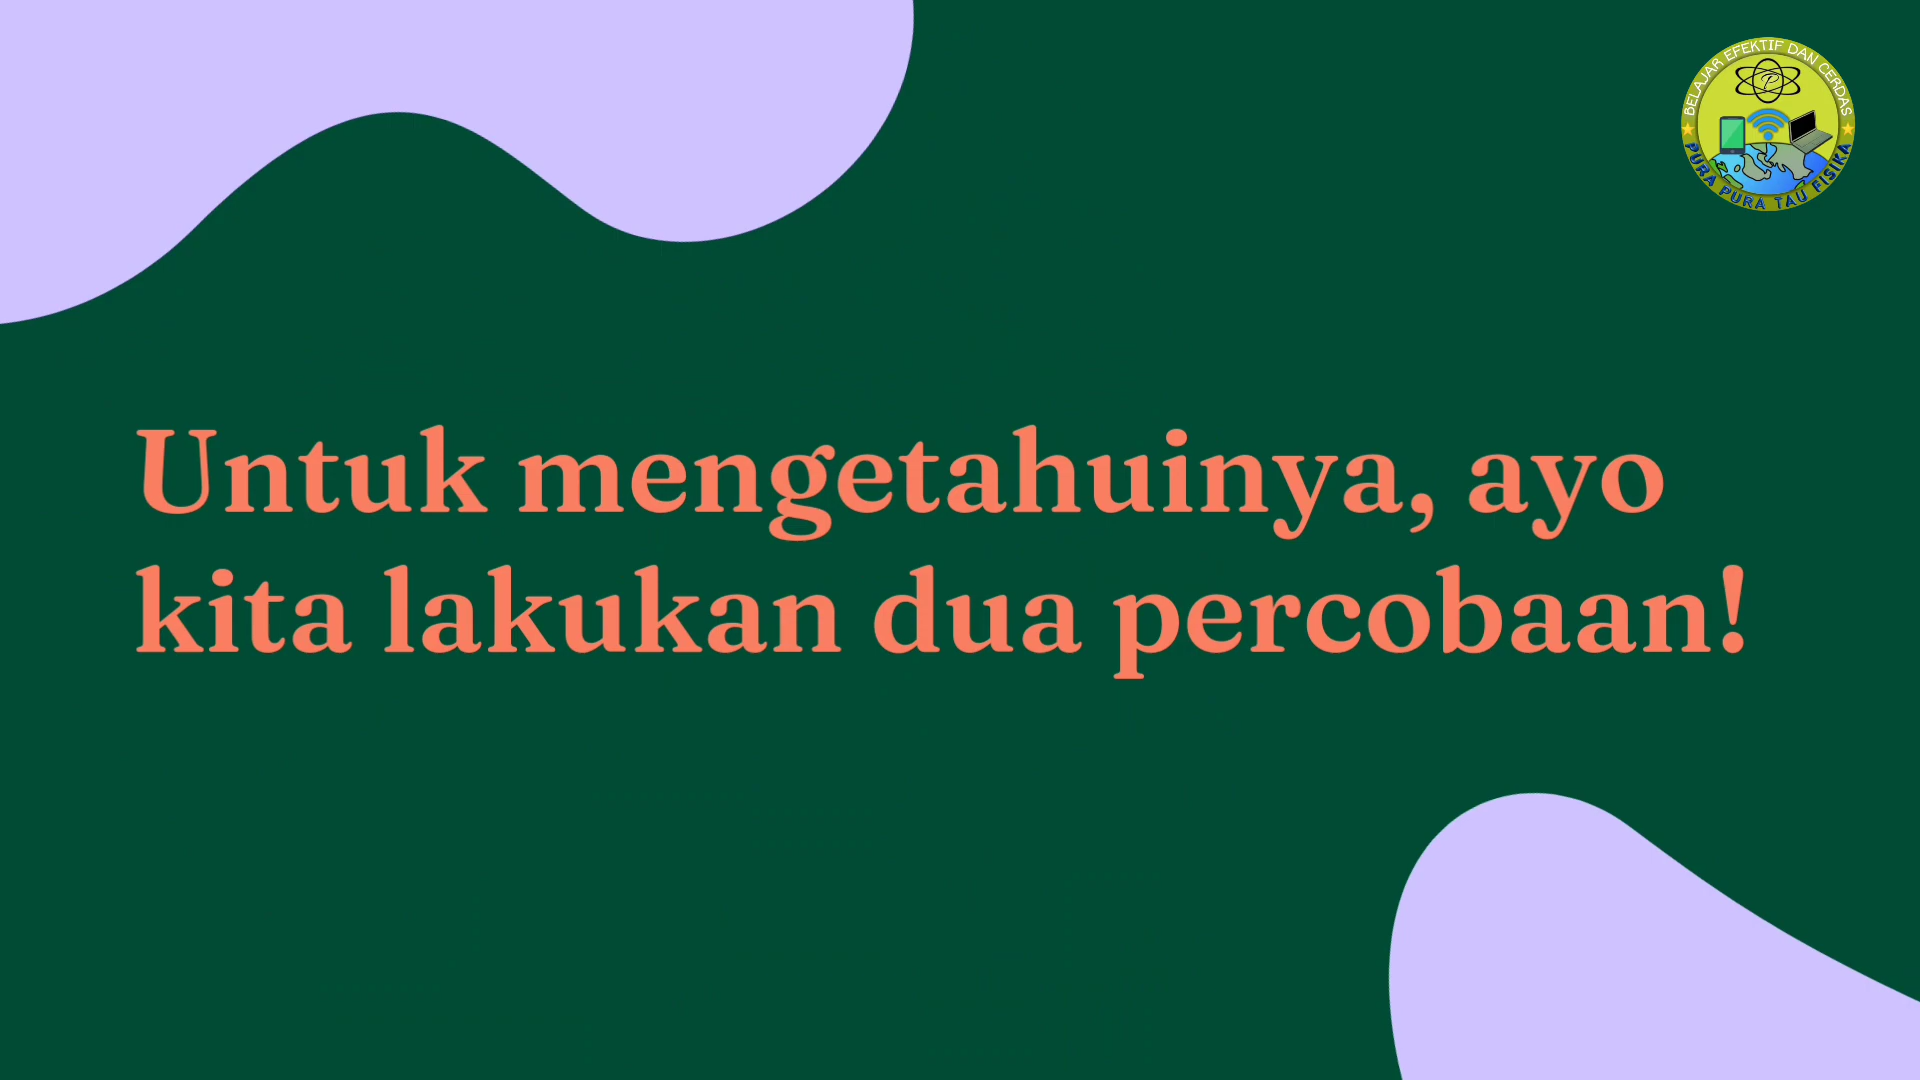 BELAJAR EFEKTIF DAN CERDAS
P
PURA PURA TAU FISIKA
Untuk mengetahuinya, ayo
kita lakukan dua percobaan!